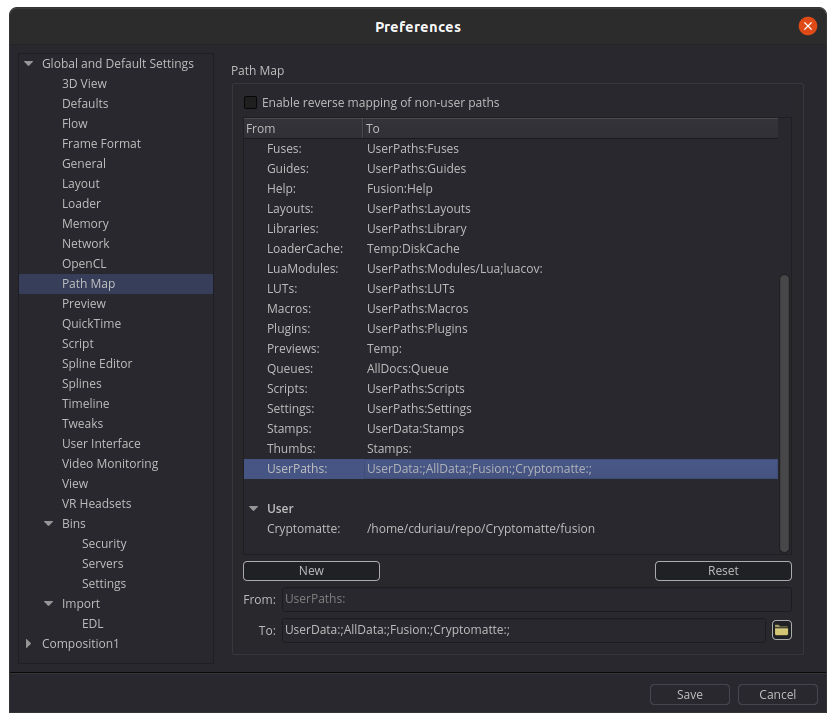 Preferences
Global and Default Settings
3D View
Defaults
Flow
Frame Format
General
Layout
Loader
Memory
Network
OpenCL
Path Map
Preview
QuickTime
Script
Spline Editor
Splines
Timeline
Tweaks
User Interface
Video Monitoring
View
VR Headsets
Bins
Security
Servers
Settings
Import
EDL
Composition1
Path Map
Enable reverse mapping of non-user paths
From To
Fuses: UserPaths:Fuses
Guides: UserPaths:Guides
Help: Fusion:Help
Layouts: UserPaths:Layouts
Libraries: UserPaths:Library
LoaderCache: Temp:DiskCache
LuaModules: UserPaths:Modules/Lua;luacov:
LUTs: UserPaths:LUTs
Macros: UserPaths:Macros
Plugins: UserPaths:Plugins
Previews: Temp:
Queues: AllDocs:Queue
Scripts: UserPaths:Scripts
Settings: UserPaths:Settings
Stamps: UserData:Stamps
Thumbs: Stamps:
UserPaths: UserData:;AllData:;Fusion:;Cryptomatte:;
User
Cryptomatte: /home/cduriau/repo/Cryptomatte/fusion
New Reset
From: UserPaths:
To: UserData:;AllData:;Fusion:;Cryptomatte:;
Save Cancel